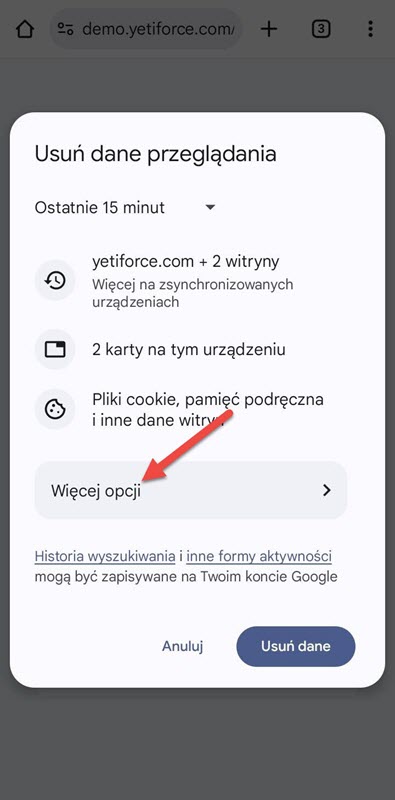 demo.yetiforce.com/
3
Usuń dane przeglądania
Ostatnie 15 minut
yetiforce.com + 2 witryny
Więcej na zsynchronizowanych
urządzeniach
2 karty na tym urządzeniu
Pliki cookie, pamięć podręczna
i inne dane witryn
Więcej opcji
Historia wyszukiwania i inne formy aktywności
mogą być zapisywane na Twoim koncie Google
Anuluj
Usuń dane